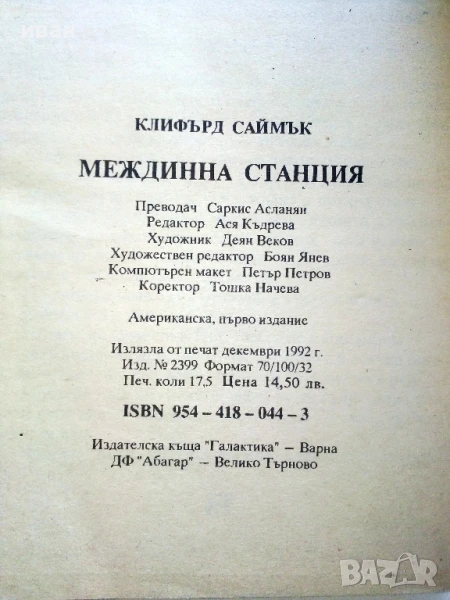 иван
КЛИФЪРД САЙМЪК
МЕЖДИННА СТАНЦИЯ
Преводач Саркис Асланян
Редактор Ася Къдрева
Художник Деян Веков
Художествен редактор Боян Янев
Компютърен макет Петър Петров
Коректор Тошка Начева
Американска, първо издание
Излязла от печат декември 1992 г.
Изд. № 2399 Формат 70/100/32
Печ. коли 17,5 Цена 14,50 лв.
ISBN 954 – 418 – 044 – 3
Издателска къща "Галактика" – Варна
ДФ "Абагар" – Велико Търново
BAZAR